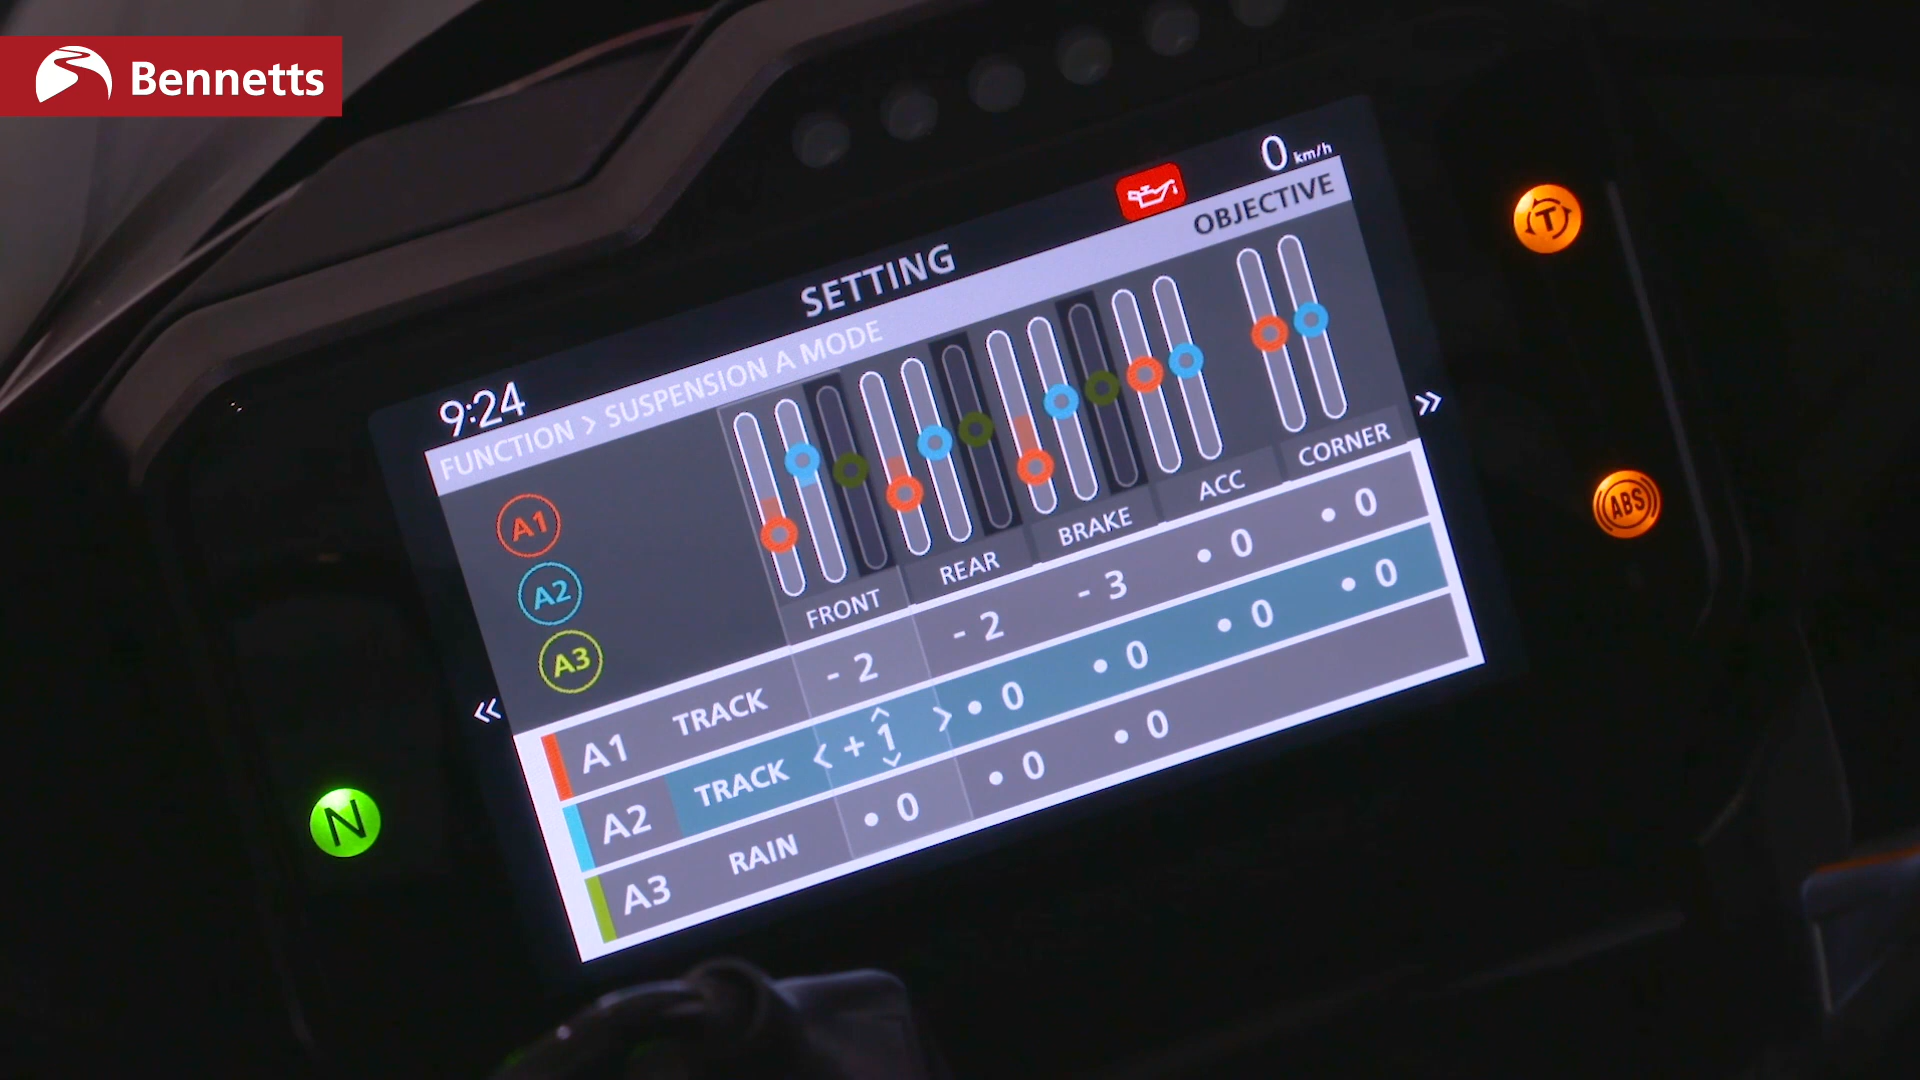 Bennetts
0 km/h
SETTING
9:24
FUNCTION > SUSPENSION A MODE OBJECTIVE
A1
A2
A3
FRONT REAR BRAKE ACC CORNER
A1 TRACK - 2 - 2 - 3 • 0 • 0
A2 TRACK < + 1 > • 0 • 0 • 0 • 0
A3 RAIN • 0 • 0 • 0
N
T
ABS